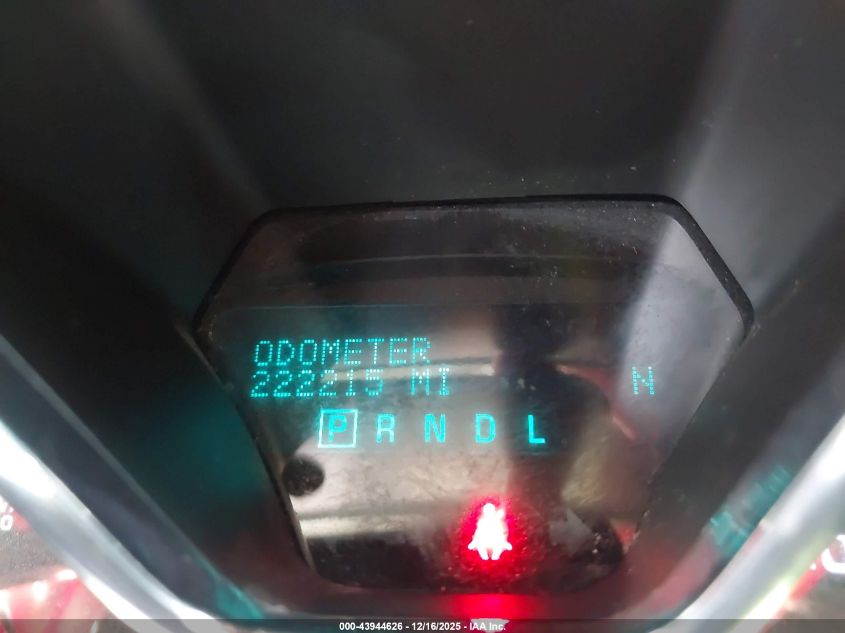 ODOMETER
222215 MI N
P R N D L
000-43944626 - 12/16/2025 - IAA Inc.